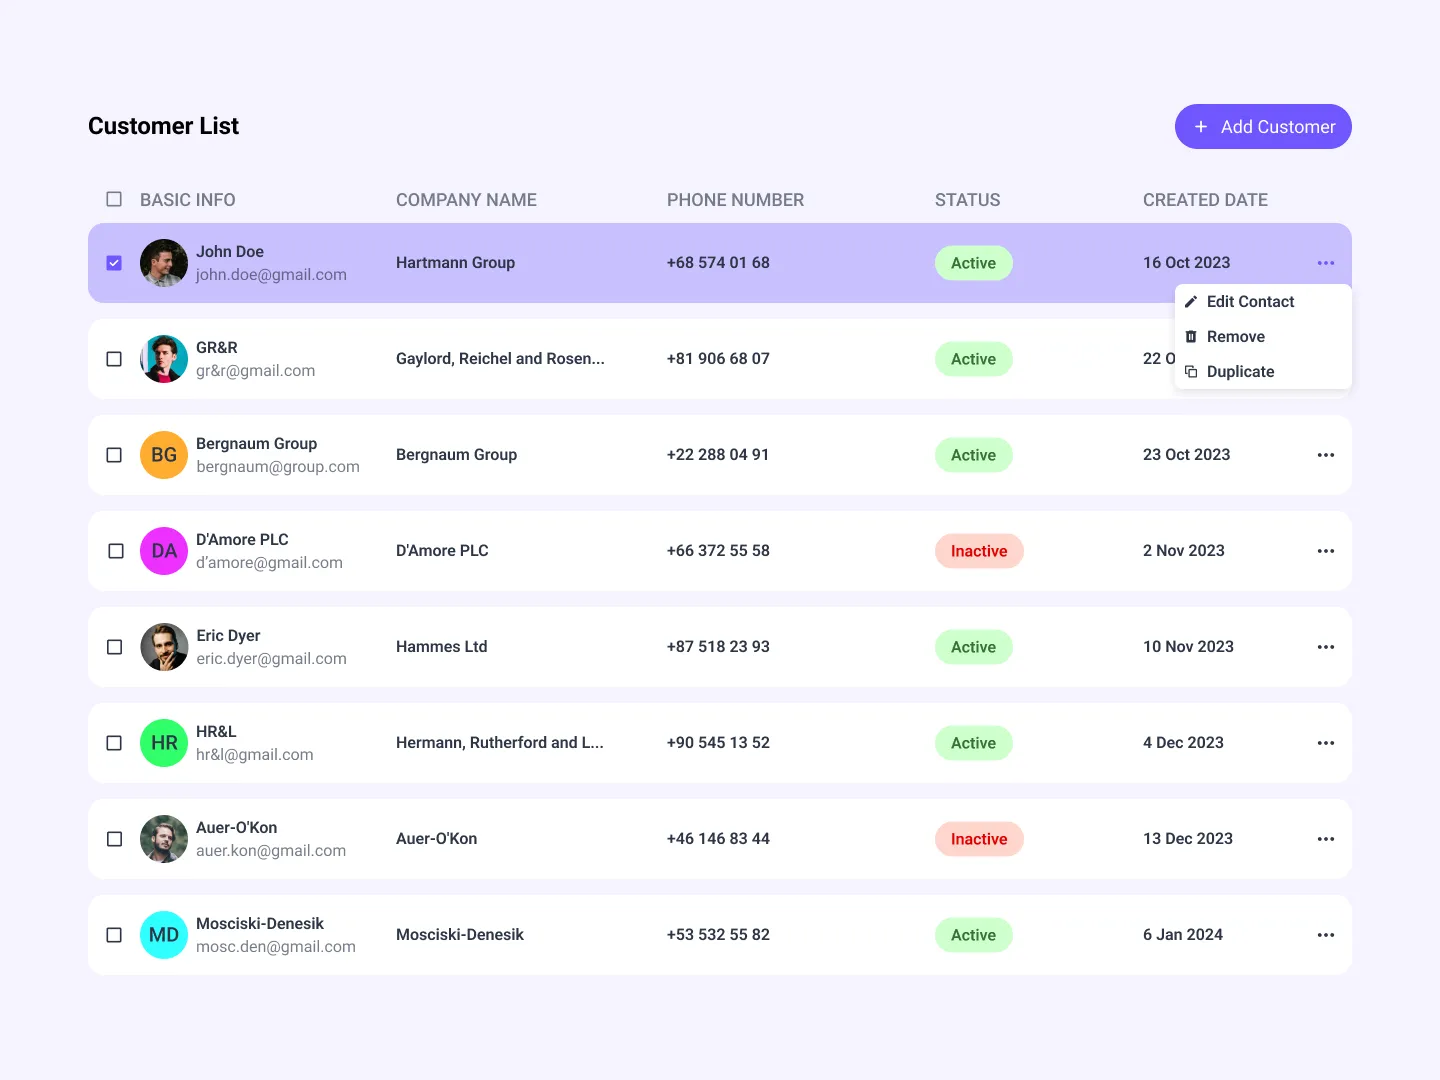 Customer List
+ Add Customer
BASIC INFO COMPANY NAME PHONE NUMBER STATUS CREATED DATE
John Doe
john.doe@gmail.com
Hartmann Group
+68 574 01 68
Active
16 Oct 2023
Edit Contact
Remove
Duplicate
GR&R
gr&r@gmail.com
Gaylord, Reichel and Rosen...
+81 906 68 07
Active
22
BG
Bergnaum Group
bergnaum@group.com
Bergnaum Group
+22 288 04 91
Active
23 Oct 2023
DA
D'Amore PLC
d’amore@gmail.com
D'Amore PLC
+66 372 55 58
Inactive
2 Nov 2023
Eric Dyer
eric.dyer@gmail.com
Hammes Ltd
+87 518 23 93
Active
10 Nov 2023
HR
HR&L
hr&l@gmail.com
Hermann, Rutherford and L...
+90 545 13 52
Active
4 Dec 2023
Auer-O'Kon
auer.kon@gmail.com
Auer-O'Kon
+46 146 83 44
Inactive
13 Dec 2023
MD
Mosciski-Denesik
mosc.den@gmail.com
Mosciski-Denesik
+53 532 55 82
Active
6 Jan 2024